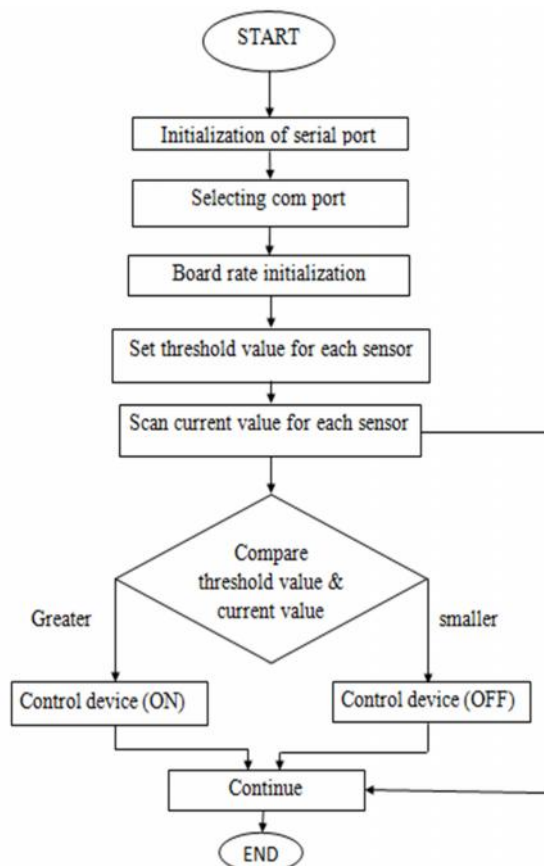 START
Initialization of serial port
Selecting com port
Board rate initialization
Set threshold value for each sensor
Scan current value for each sensor
Compare
threshold value &
current value
Greater
smaller
Control device (ON)
Control device (OFF)
Continue
END